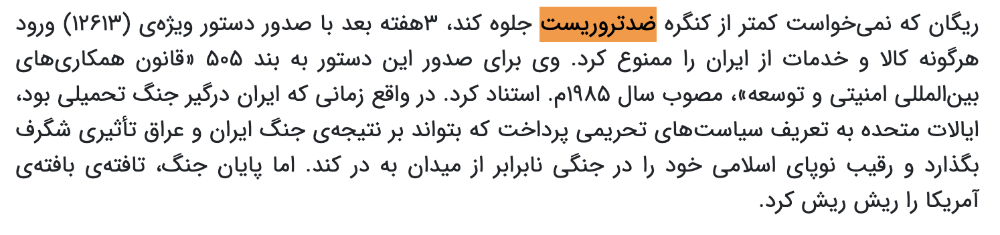 ریگان که نمی‌خواست کمتر از کنگره ضدتروریست جلوه کند، ۳هفته بعد با صدور دستور ویژه‌ی (۱۲۶۱۳) ورود
هرگونه کالا و خدمات از ایران را ممنوع کرد. وی برای صدور این دستور به بند ۵۰۵ «قانون همکاری‌های
بین‌المللی امنیتی و توسعه»، مصوب سال ۱۹۸۵م. استناد کرد. در واقع زمانی که ایران درگیر جنگ تحمیلی بود،
ایالات متحده به تعریف سیاست‌های تحریمی پرداخت که بتواند بر نتیجه‌ی جنگ ایران و عراق تأثیری شگرف
بگذارد و رقیب نوپای اسلامی خود را در جنگی نابرابر از میدان به در کند. اما پایان جنگ، تافته‌ی بافته‌ی
آمریکا را ریش ریش کرد.